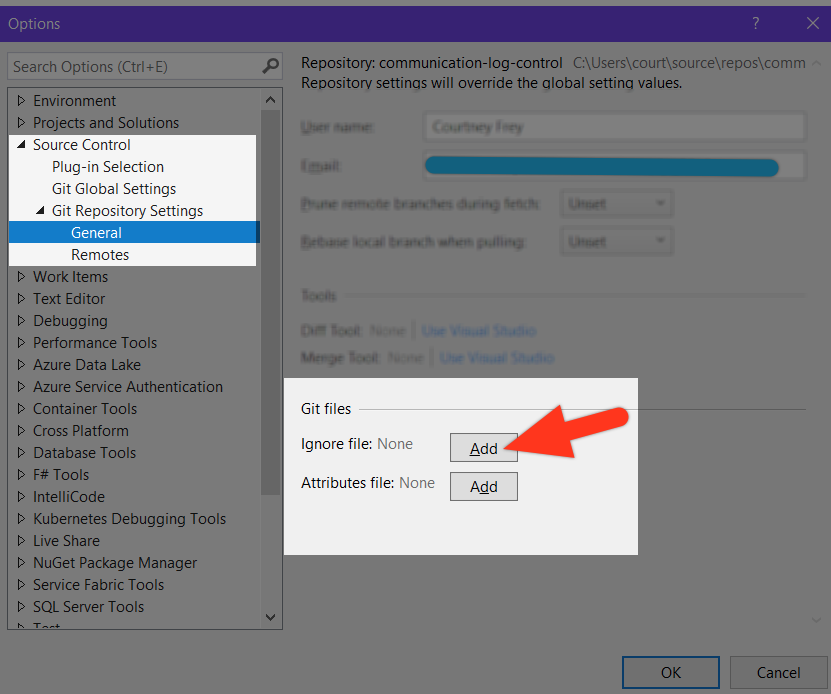 Options
?
Search Options (Ctrl+E)
Environment
Projects and Solutions
Source Control
Plug-in Selection
Git Global Settings
Git Repository Settings
General
Remotes
Work Items
Text Editor
Debugging
Performance Tools
Azure Data Lake
Azure Service Authentication
Container Tools
Cross Platform
Database Tools
F# Tools
IntelliCode
Kubernetes Debugging Tools
Live Share
NuGet Package Manager
Service Fabric Tools
SQL Server Tools
Test
Repository: communication-log-control C:\Users\court\source\repos\comm
Repository settings will override the global setting values.
User name: Courtney Frey
Email:
Prune remote branches during fetch: Unset
Rebase local branch when pulling: Unset
Tools
Diff Tool: None | Use Visual Studio
Merge Tool: None | Use Visual Studio
Git files
Ignore file: None Add
Attributes file: None Add
OK Cancel